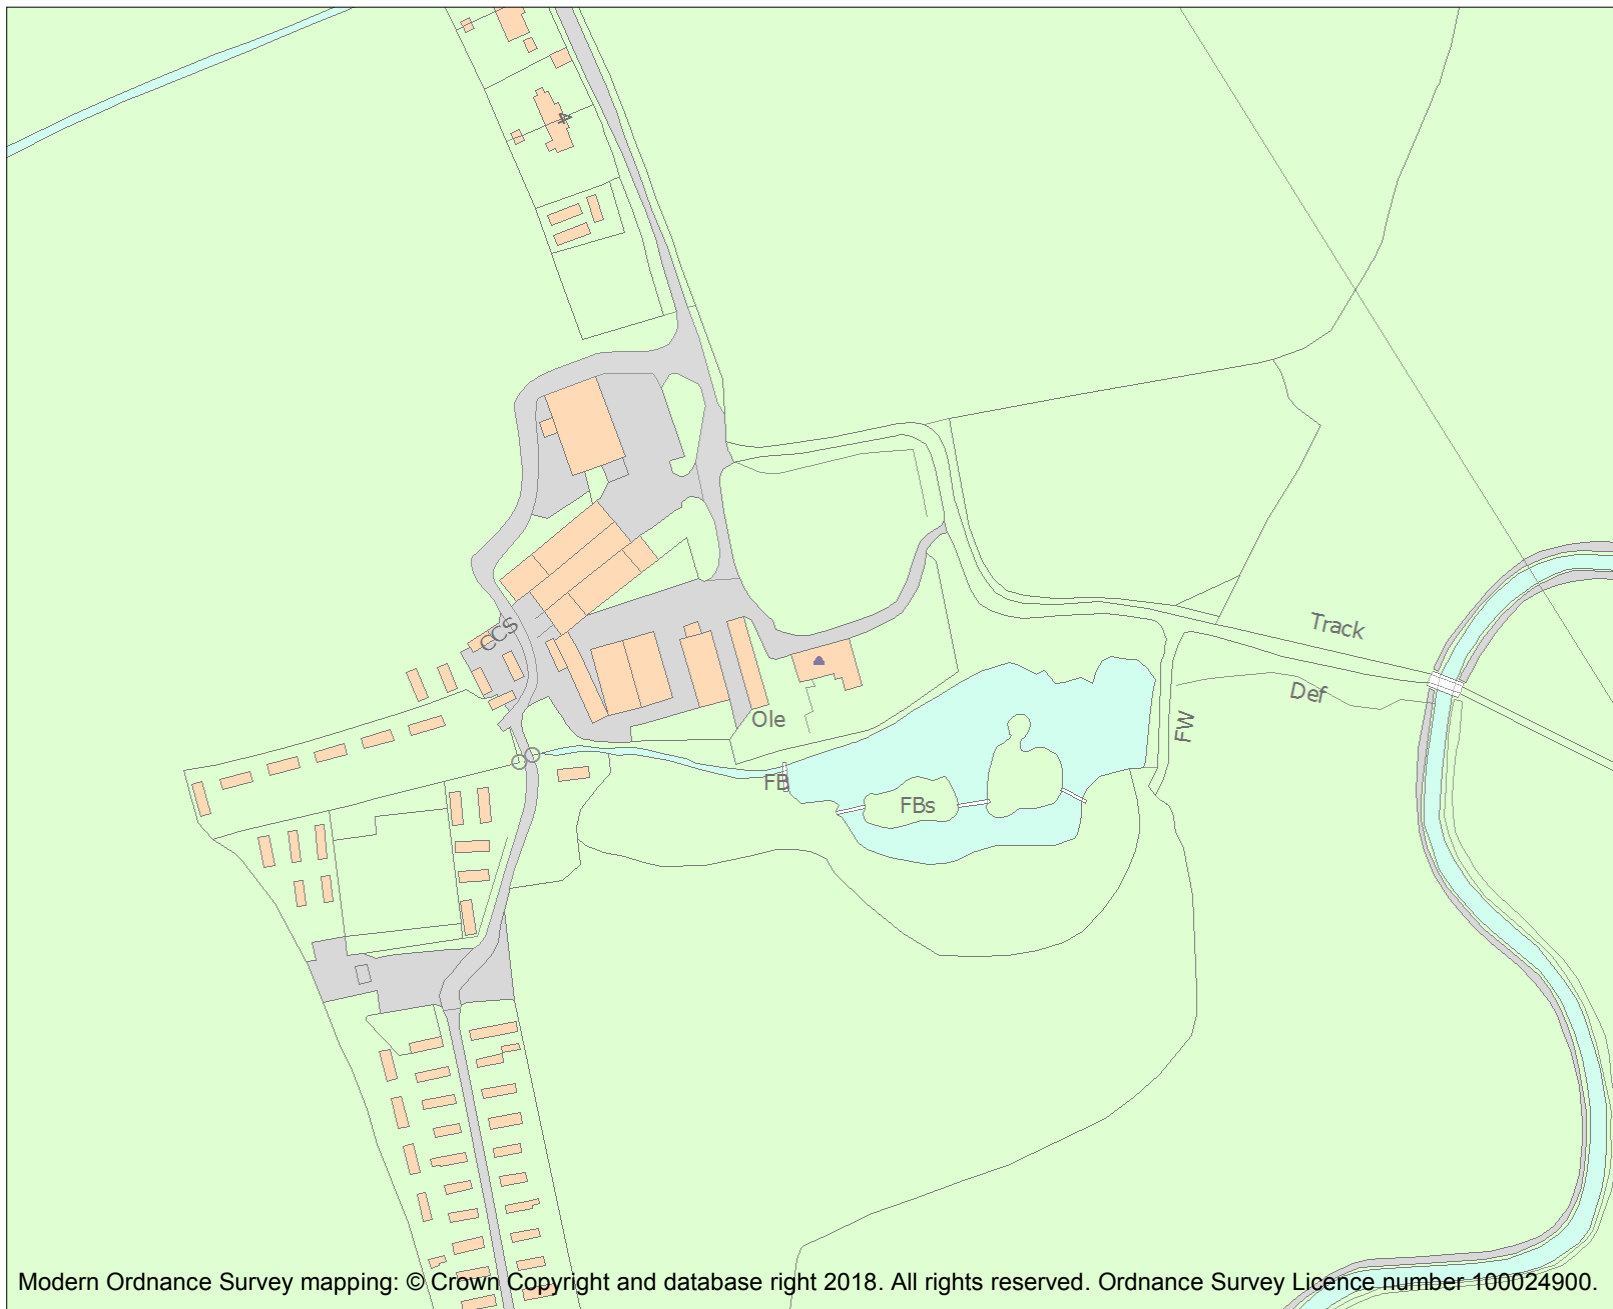 4
CCS
Track
Def
Ole
FW
FB
FBs
Modern Ordnance Survey mapping: © Crown Copyright and database right 2018. All rights reserved. Ordnance Survey Licence number 100024900.